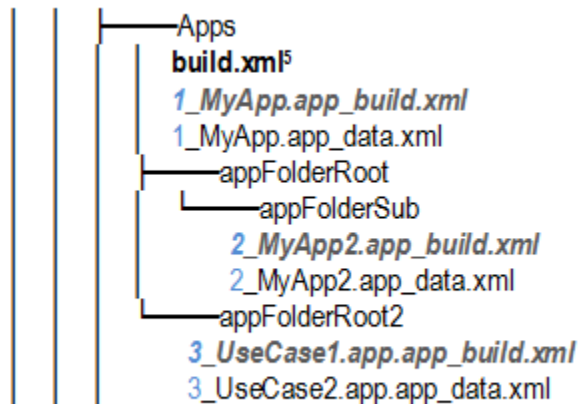 Apps
build.xml⁵
1_MyApp.app_build.xml
1_MyApp.app_data.xml
appFolderRoot
appFolderSub
2_MyApp2.app_build.xml
2_MyApp2.app_data.xml
appFolderRoot2
3_UseCase1.app.app_build.xml
3_UseCase2.app.app_data.xml